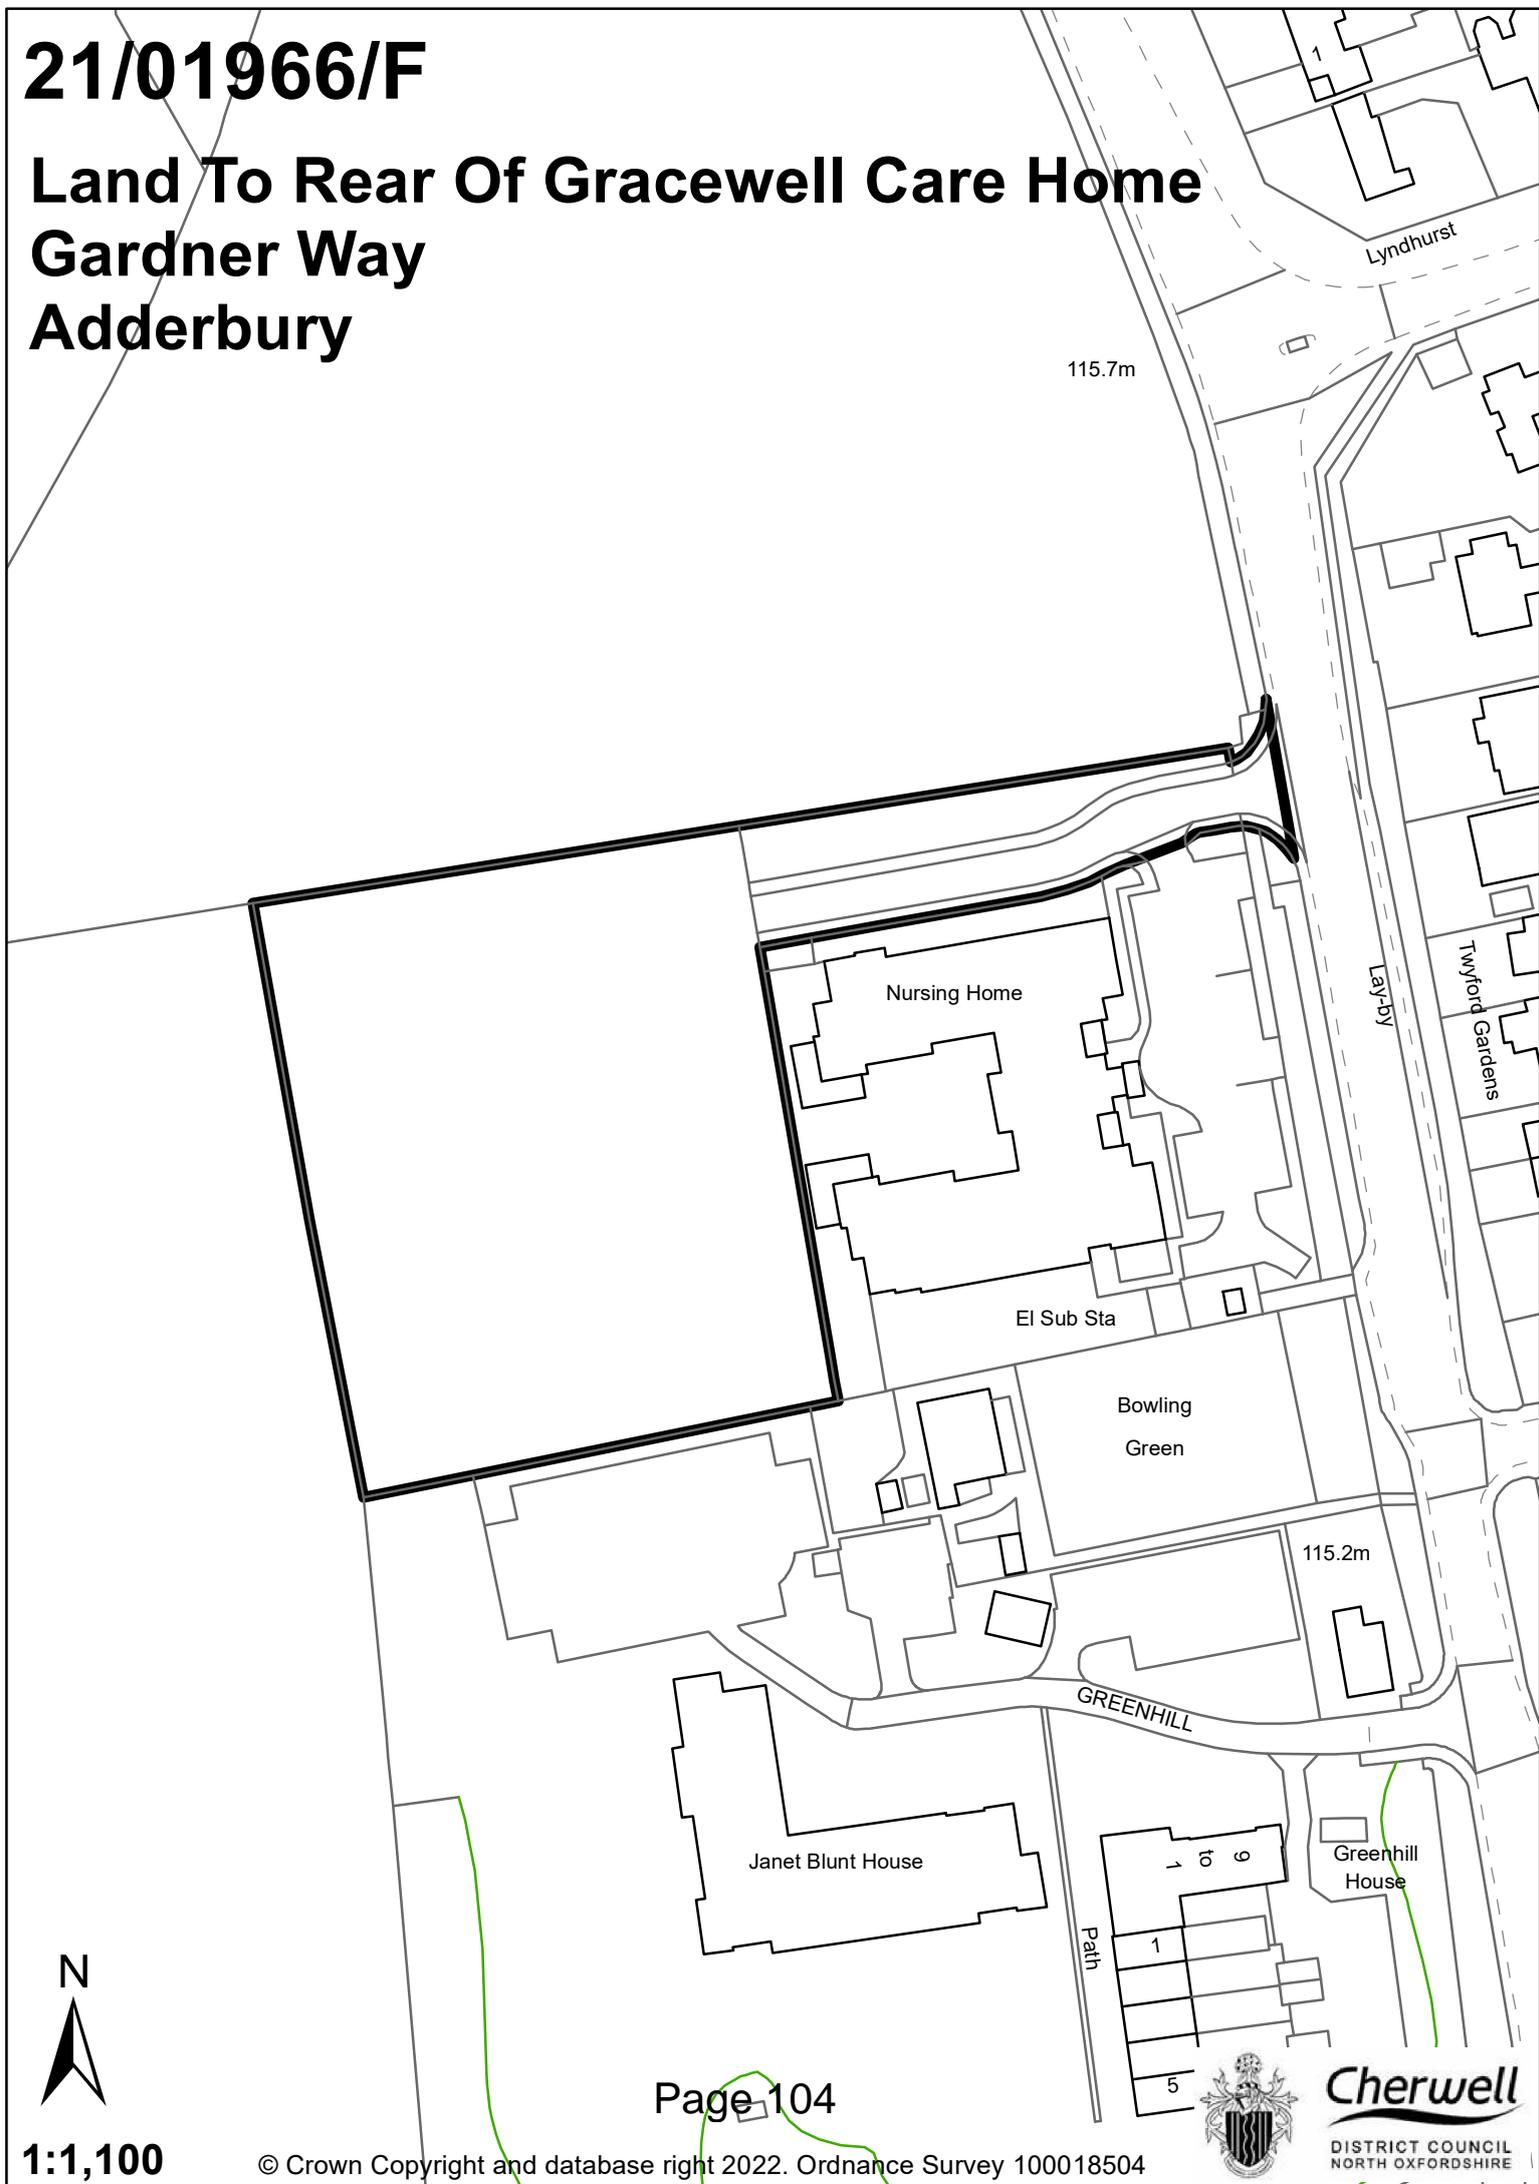 21/01966/F
Land To Rear Of Gracewell Care Home
Gardner Way
Adderbury
1
Lyndhurst
115.7m
Nursing Home
Lay-by
Twyford Gardens
El Sub Sta
Bowling
Green
115.2m
GREENHILL
Janet Blunt House
1
to
9
Greenhill
House
Path
1
5
N
Page 104
1:1,100
© Crown Copyright and database right 2022. Ordnance Survey 100018504
Cherwell
DISTRICT COUNCIL
NORTH OXFORDSHIRE